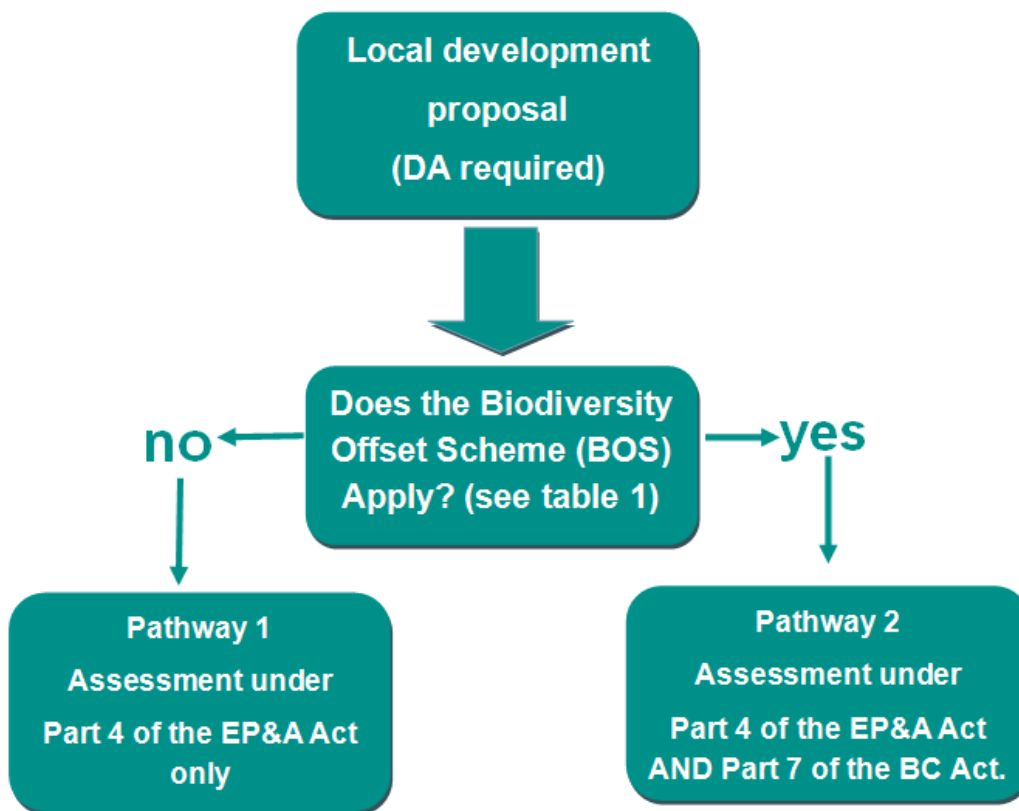 Local development
proposal
(DA required)
Does the Biodiversity
Offset Scheme (BOS)
Apply? (see table 1)
no
yes
Pathway 1
Assessment under
Part 4 of the EP&A Act
only
Pathway 2
Assessment under
Part 4 of the EP&A Act
AND Part 7 of the BC Act.